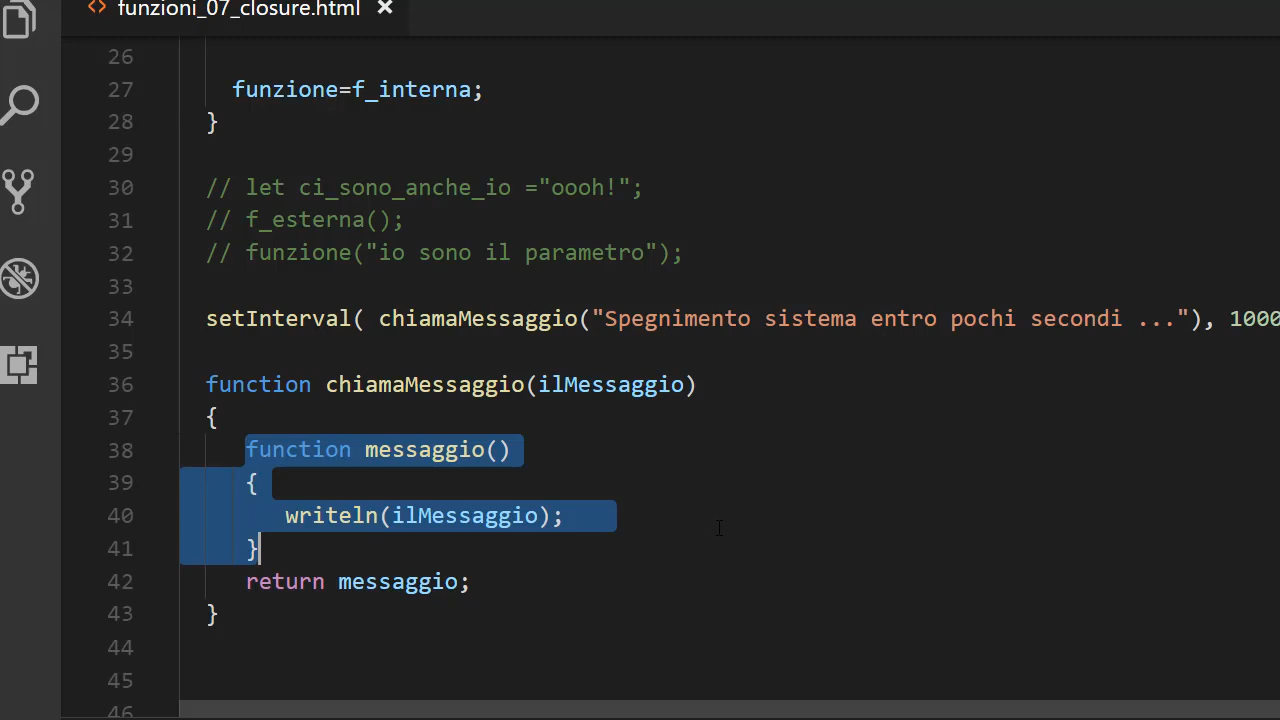 <> funzioni_07_closure.html ×
26
27 funzione=f_interna;
28 }
29
30 // let ci_sono_anche_io ="oooh!";
31 // f_esterna();
32 // funzione("io sono il parametro");
33
34 setInterval( chiamaMessaggio("Spegnimento sistema entro pochi secondi ..."), 1000
35
36 function chiamaMessaggio(ilMessaggio)
37 {
38 function messaggio()
39 {
40 writeln(ilMessaggio);
41 }
42 return messaggio;
43 }
44
45
46